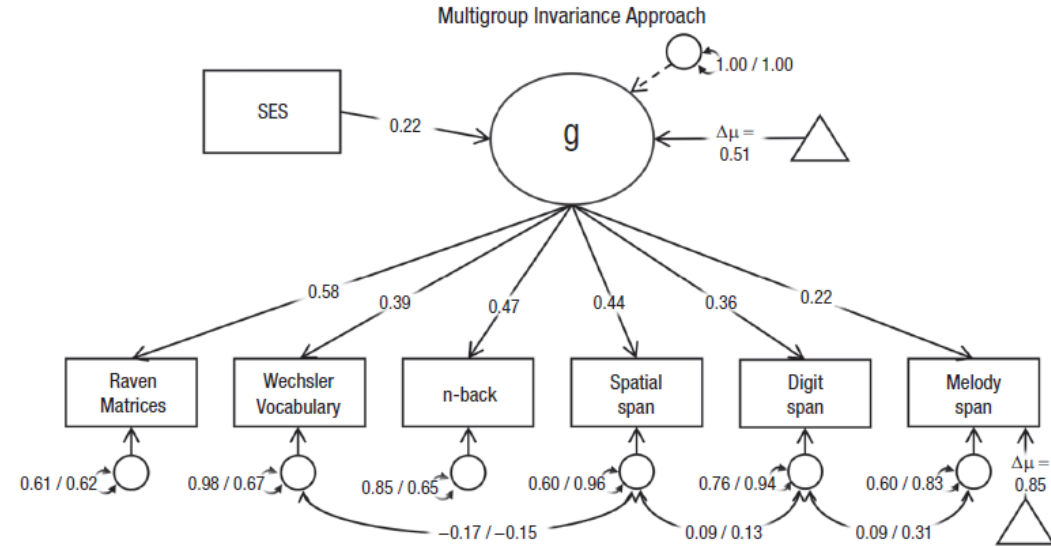 Multigroup Invariance Approach
1.00 / 1.00
SES
0.22
g
Δμ =
0.51
0.58
0.39
0.47
0.44
0.36
0.22
Raven
Matrices
Wechsler
Vocabulary
n-back
Spatial
span
Digit
span
Melody
span
0.61 / 0.62
0.98 / 0.67
0.85 / 0.65
0.60 / 0.96
0.76 / 0.94
0.60 / 0.83
Δμ =
0.85
−0.17 / −0.15
0.09 / 0.13
0.09 / 0.31